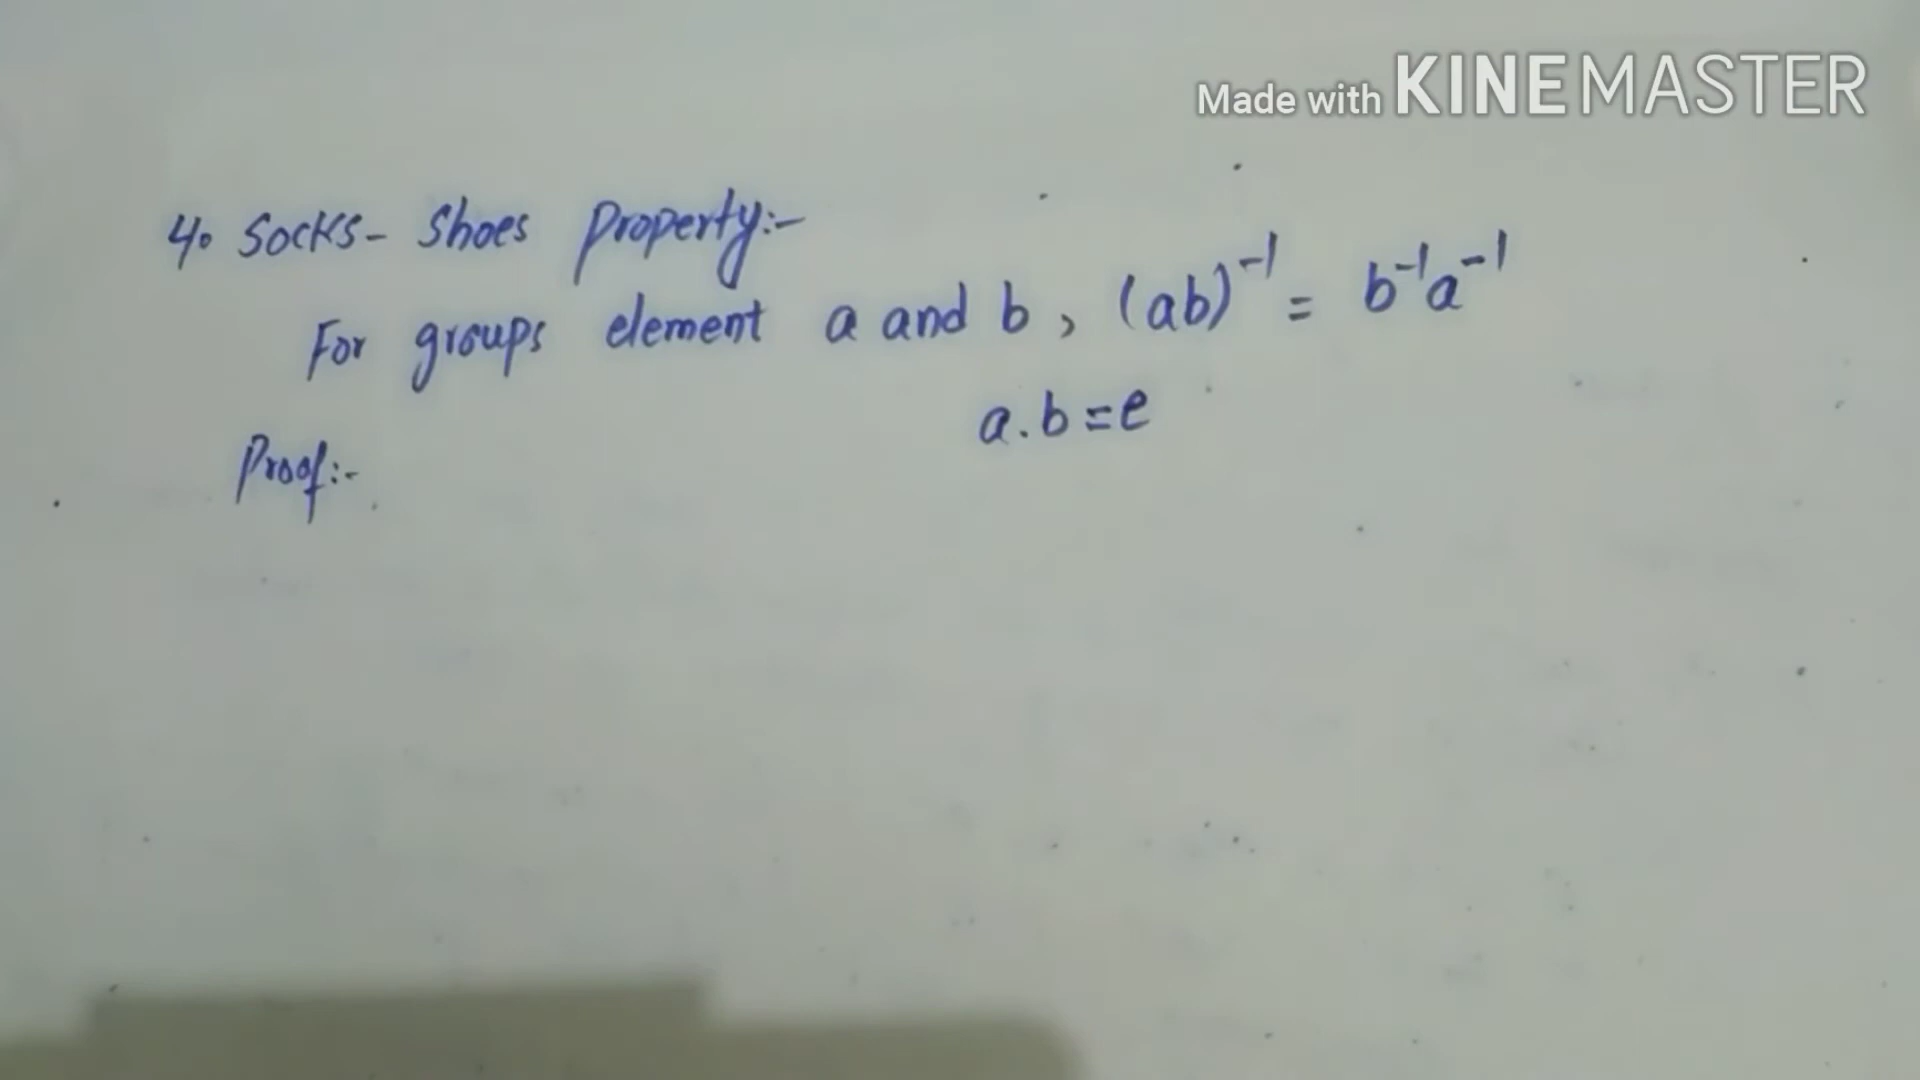 Made with KINEMASTER
4. Socks - Shoes Property:-
For groups element a and b, (ab)⁻¹ = b⁻¹a⁻¹
a.b=e
Proof:-